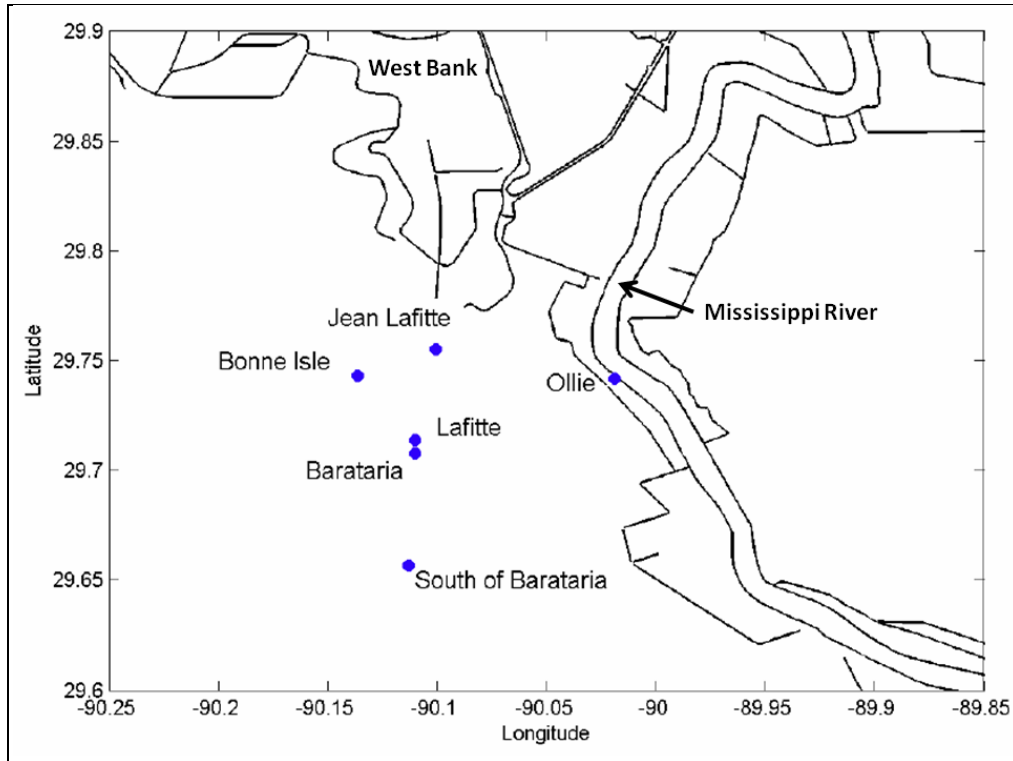 29.9
West Bank
29.85
29.8
Mississippi River
Jean Lafitte
29.75
Bonne Isle
Ollie
Latitude
Lafitte
29.7
Barataria
29.65
South of Barataria
29.6
-90.25 -90.2 -90.15 -90.1 -90.05 -90 -89.95 -89.9 -89.85
Longitude